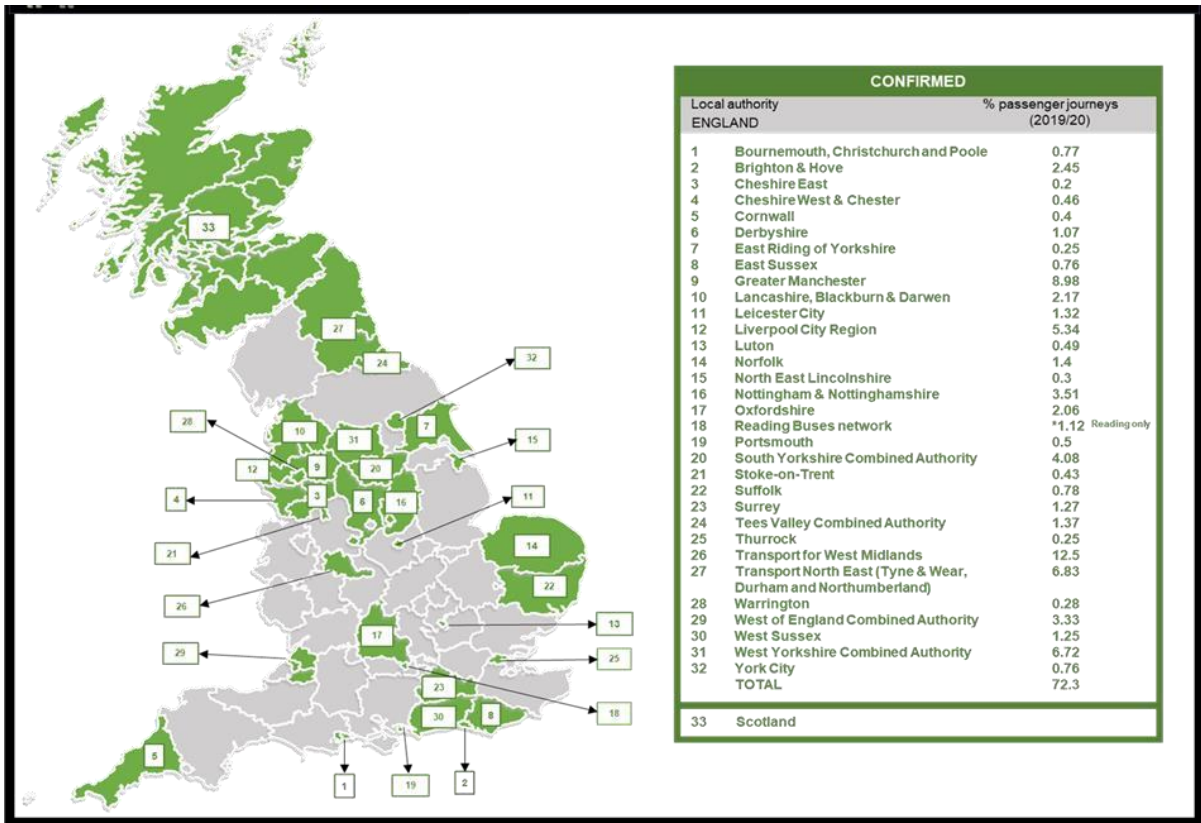 CONFIRMED
Local authority % passenger journeys
ENGLAND (2019/20)
1 Bournemouth, Christchurch and Poole 0.77
2 Brighton & Hove 2.45
3 Cheshire East 0.2
4 Cheshire West & Chester 0.46
5 Cornwall 0.4
6 Derbyshire 1.07
7 East Riding of Yorkshire 0.25
8 East Sussex 0.76
9 Greater Manchester 8.98
10 Lancashire, Blackburn & Darwen 2.17
11 Leicester City 1.32
12 Liverpool City Region 5.34
13 Luton 0.49
14 Norfolk 1.4
15 North East Lincolnshire 0.3
16 Nottingham & Nottinghamshire 3.51
17 Oxfordshire 2.06
18 Reading Buses network *1.12 Reading only
19 Portsmouth 0.5
20 South Yorkshire Combined Authority 4.08
21 Stoke-on-Trent 0.43
22 Suffolk 0.78
23 Surrey 1.27
24 Tees Valley Combined Authority 1.37
25 Thurrock 0.25
26 Transport for West Midlands 12.5
27 Transport North East (Tyne & Wear, 6.83
Durham and Northumberland)
28 Warrington 0.28
29 West of England Combined Authority 3.33
30 West Sussex 1.25
31 West Yorkshire Combined Authority 6.72
32 York City 0.76
TOTAL 72.3
33 Scotland
33
27
32
24
28
10
31
7
15
12
9
20
4
3
6
16
11
21
14
22
26
17
13
29
25
23
18
30
8
5
1
19
2